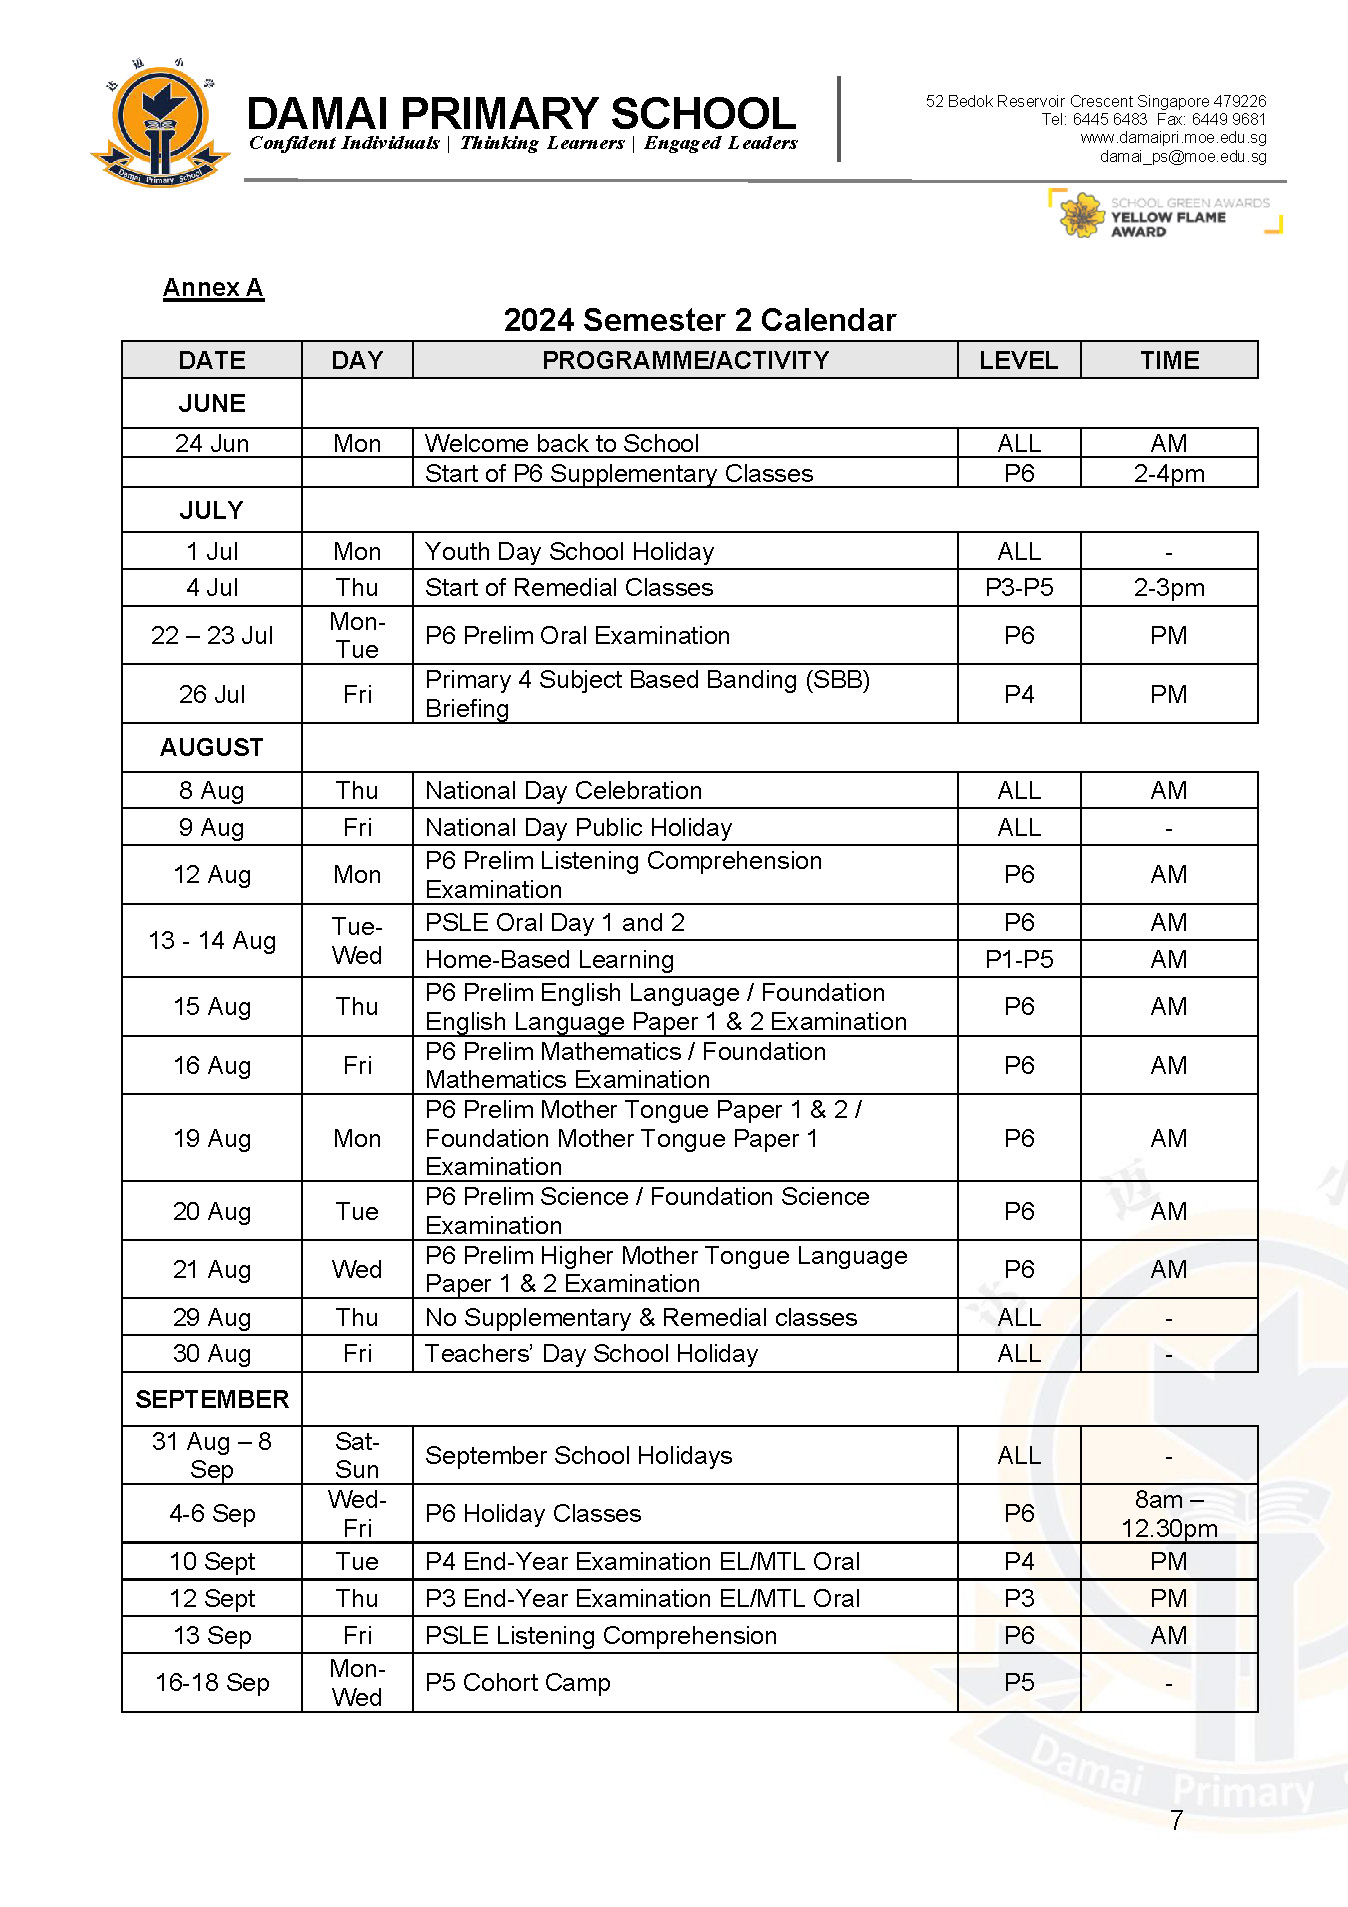 达 迈 小 学
Damai Primary School
DAMAI PRIMARY SCHOOL
Confident Individuals | Thinking Learners | Engaged Leaders
52 Bedok Reservoir Crescent Singapore 479226
Tel: 6445 6483 Fax: 6449 9681
www.damaipri.moe.edu.sg
damai_ps@moe.edu.sg
SCHOOL GREEN AWARDS
YELLOW FLAME
AWARD
Annex A
2024 Semester 2 Calendar
DATE DAY PROGRAMME/ACTIVITY LEVEL TIME
JUNE
24 Jun Mon Welcome back to School ALL AM
Start of P6 Supplementary Classes P6 2-4pm
JULY
1 Jul Mon Youth Day School Holiday ALL -
4 Jul Thu Start of Remedial Classes P3-P5 2-3pm
22 – 23 Jul Mon-
Tue P6 Prelim Oral Examination P6 PM
26 Jul Fri Primary 4 Subject Based Banding (SBB)
Briefing P4 PM
AUGUST
8 Aug Thu National Day Celebration ALL AM
9 Aug Fri National Day Public Holiday ALL -
12 Aug Mon P6 Prelim Listening Comprehension
Examination P6 AM
13 - 14 Aug Tue-
Wed PSLE Oral Day 1 and 2 P6 AM
Home-Based Learning P1-P5 AM
15 Aug Thu P6 Prelim English Language / Foundation
English Language Paper 1 & 2 Examination P6 AM
16 Aug Fri P6 Prelim Mathematics / Foundation
Mathematics Examination P6 AM
19 Aug Mon P6 Prelim Mother Tongue Paper 1 & 2 /
Foundation Mother Tongue Paper 1
Examination P6 AM
20 Aug Tue P6 Prelim Science / Foundation Science
Examination P6 AM
21 Aug Wed P6 Prelim Higher Mother Tongue Language
Paper 1 & 2 Examination P6 AM
29 Aug Thu No Supplementary & Remedial classes ALL -
30 Aug Fri Teachers’ Day School Holiday ALL -
SEPTEMBER
31 Aug – 8
Sep Sat-
Sun September School Holidays ALL -
4-6 Sep Wed-
Fri P6 Holiday Classes P6 8am –
12.30pm
10 Sept Tue P4 End-Year Examination EL/MTL Oral P4 PM
12 Sept Thu P3 End-Year Examination EL/MTL Oral P3 PM
13 Sep Fri PSLE Listening Comprehension P6 AM
16-18 Sep Mon-
Wed P5 Cohort Camp P5 -
达 迈 小
Damai Primary
7